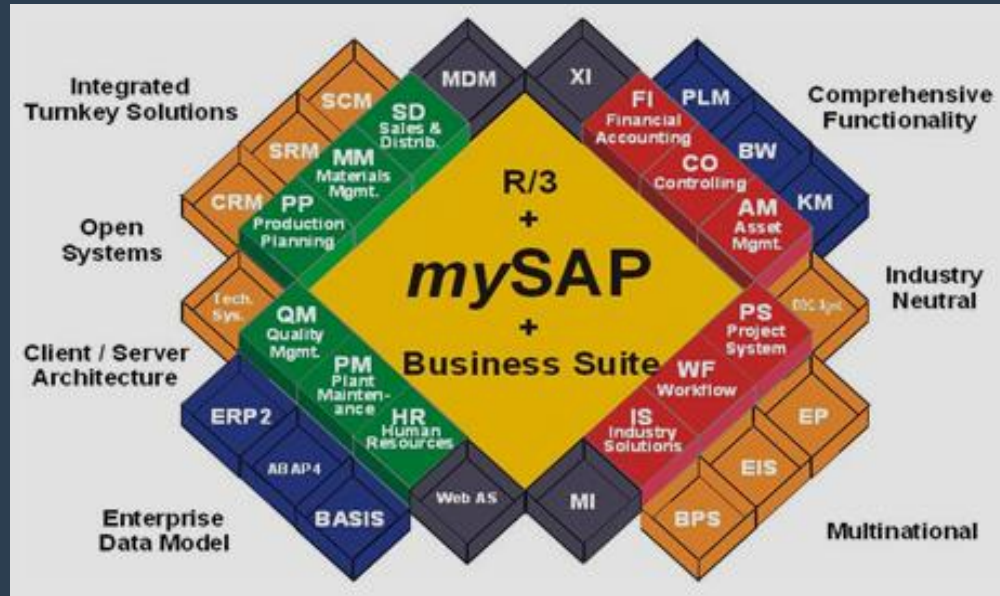 Integrated
Turnkey Solutions
Open
Systems
Client / Server
Architecture
Enterprise
Data Model
SCM
SRM
CRM
Tech.
Sys.
ERP2
ABAP4
BASIS
SD
Sales &
Distrib.
MM
Materials
Mgmt.
PP
Production
Planning
QM
Quality
Mgmt.
PM
Plant
Mainten-
ance
HR
Human
Resources
MDM
XI
R/3
+
mySAP
+
Business Suite
Web AS
MI
FI
Financial
Accounting
CO
Controlling
AM
Asset
Mgmt.
PS
Project
System
WF
Workflow
IS
Industry
Solutions
PLM
BW
KM
EP
EIS
BPS
Comprehensive
Functionality
Industry
Neutral
Multinational